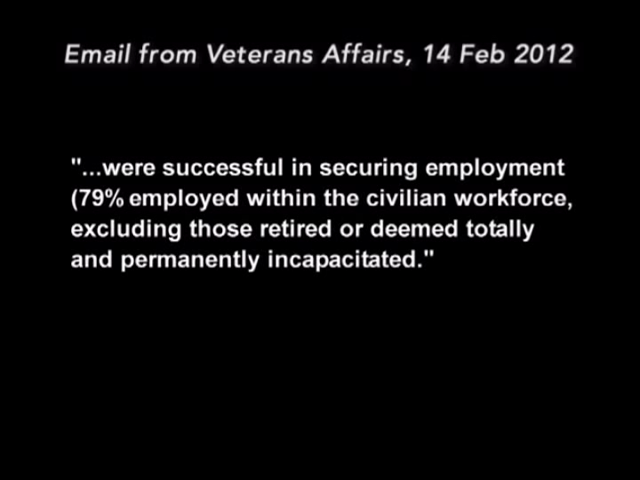 Email from Veterans Affairs, 14 Feb 2012
"...were successful in securing employment
(79% employed within the civilian workforce,
excluding those retired or deemed totally
and permanently incapacitated."